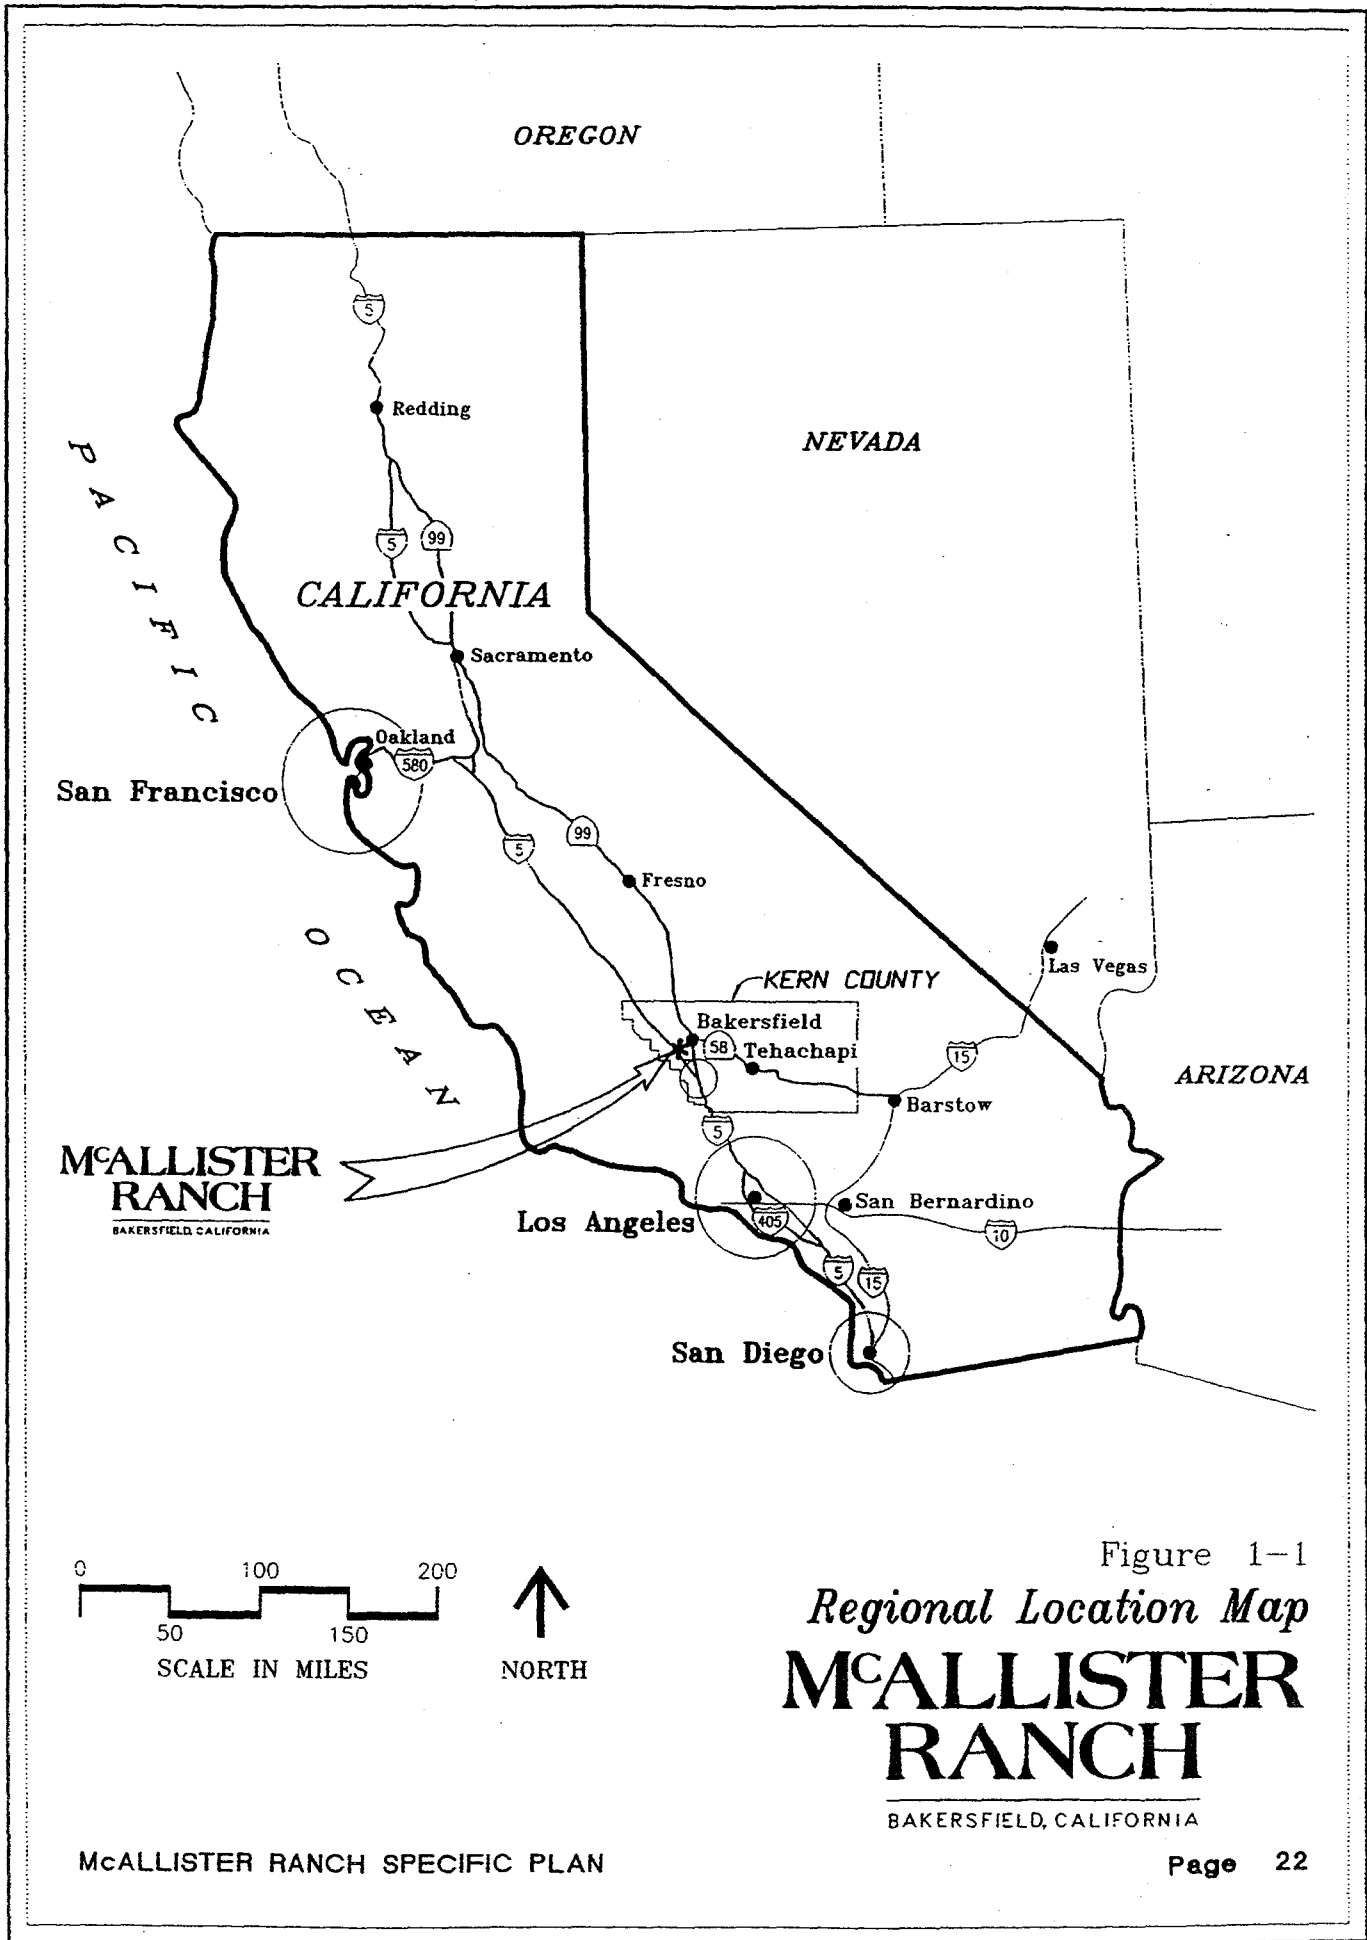 OREGON
5
Redding
NEVADA
PACIFIC
5
99
CALIFORNIA
Sacramento
Oakland
580
San Francisco
99
5
Fresno
OCEAN
Las Vegas
KERN COUNTY
Bakersfield
58
Tehachapi
15
ARIZONA
Barstow
5
McALLISTER
RANCH
BAKERSFIELD, CALIFORNIA
San Bernardino
Los Angeles
405
10
5
15
San Diego
0 100 200
50 150
SCALE IN MILES
NORTH
Figure 1-1
Regional Location Map
McALLISTER
RANCH
BAKERSFIELD, CALIFORNIA
McALLISTER RANCH SPECIFIC PLAN
Page 22